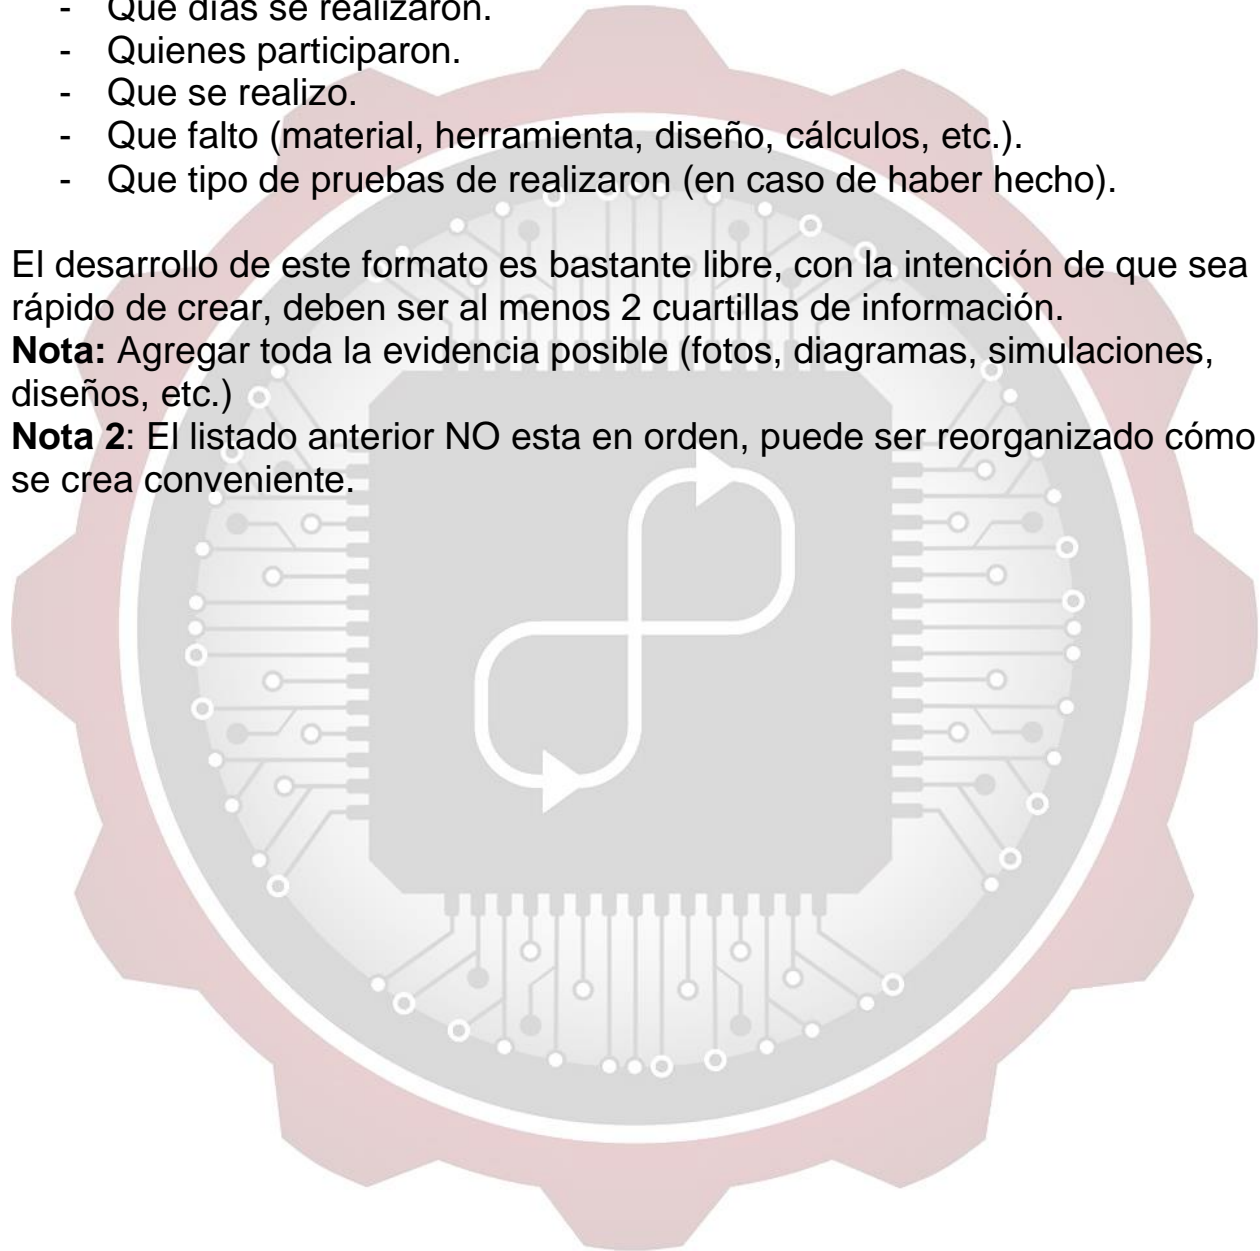 - Que días se realizaron.
- Quienes participaron.
- Que se realizo.
- Que falto (material, herramienta, diseño, cálculos, etc.).
- Que tipo de pruebas de realizaron (en caso de haber hecho).
El desarrollo de este formato es bastante libre, con la intención de que sea
rápido de crear, deben ser al menos 2 cuartillas de información.
Nota: Agregar toda la evidencia posible (fotos, diagramas, simulaciones,
diseños, etc.)
Nota 2: El listado anterior NO esta en orden, puede ser reorganizado cómo
se crea conveniente.